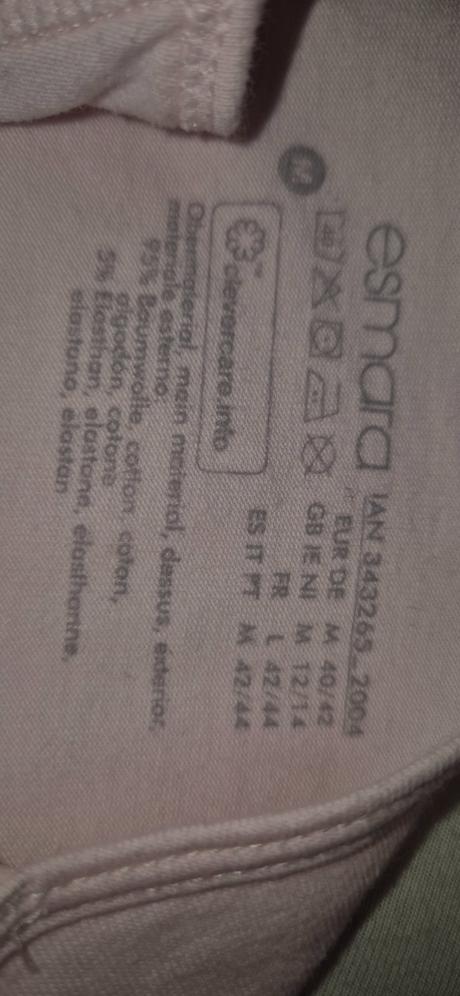 esmara
IAN 343265_2004
M
40
EUR DE M 40/42
GB IE NI M 12/14
FR L 42/44
ES IT PT M 42/44
clevercare.info
Obermaterial, main material, dessus, exterior,
materiale esterno:
95% Baumwolle, cotton, coton,
algodón, cotone
5% Elasthan, elastane, élasthanne,
elastano, elastan